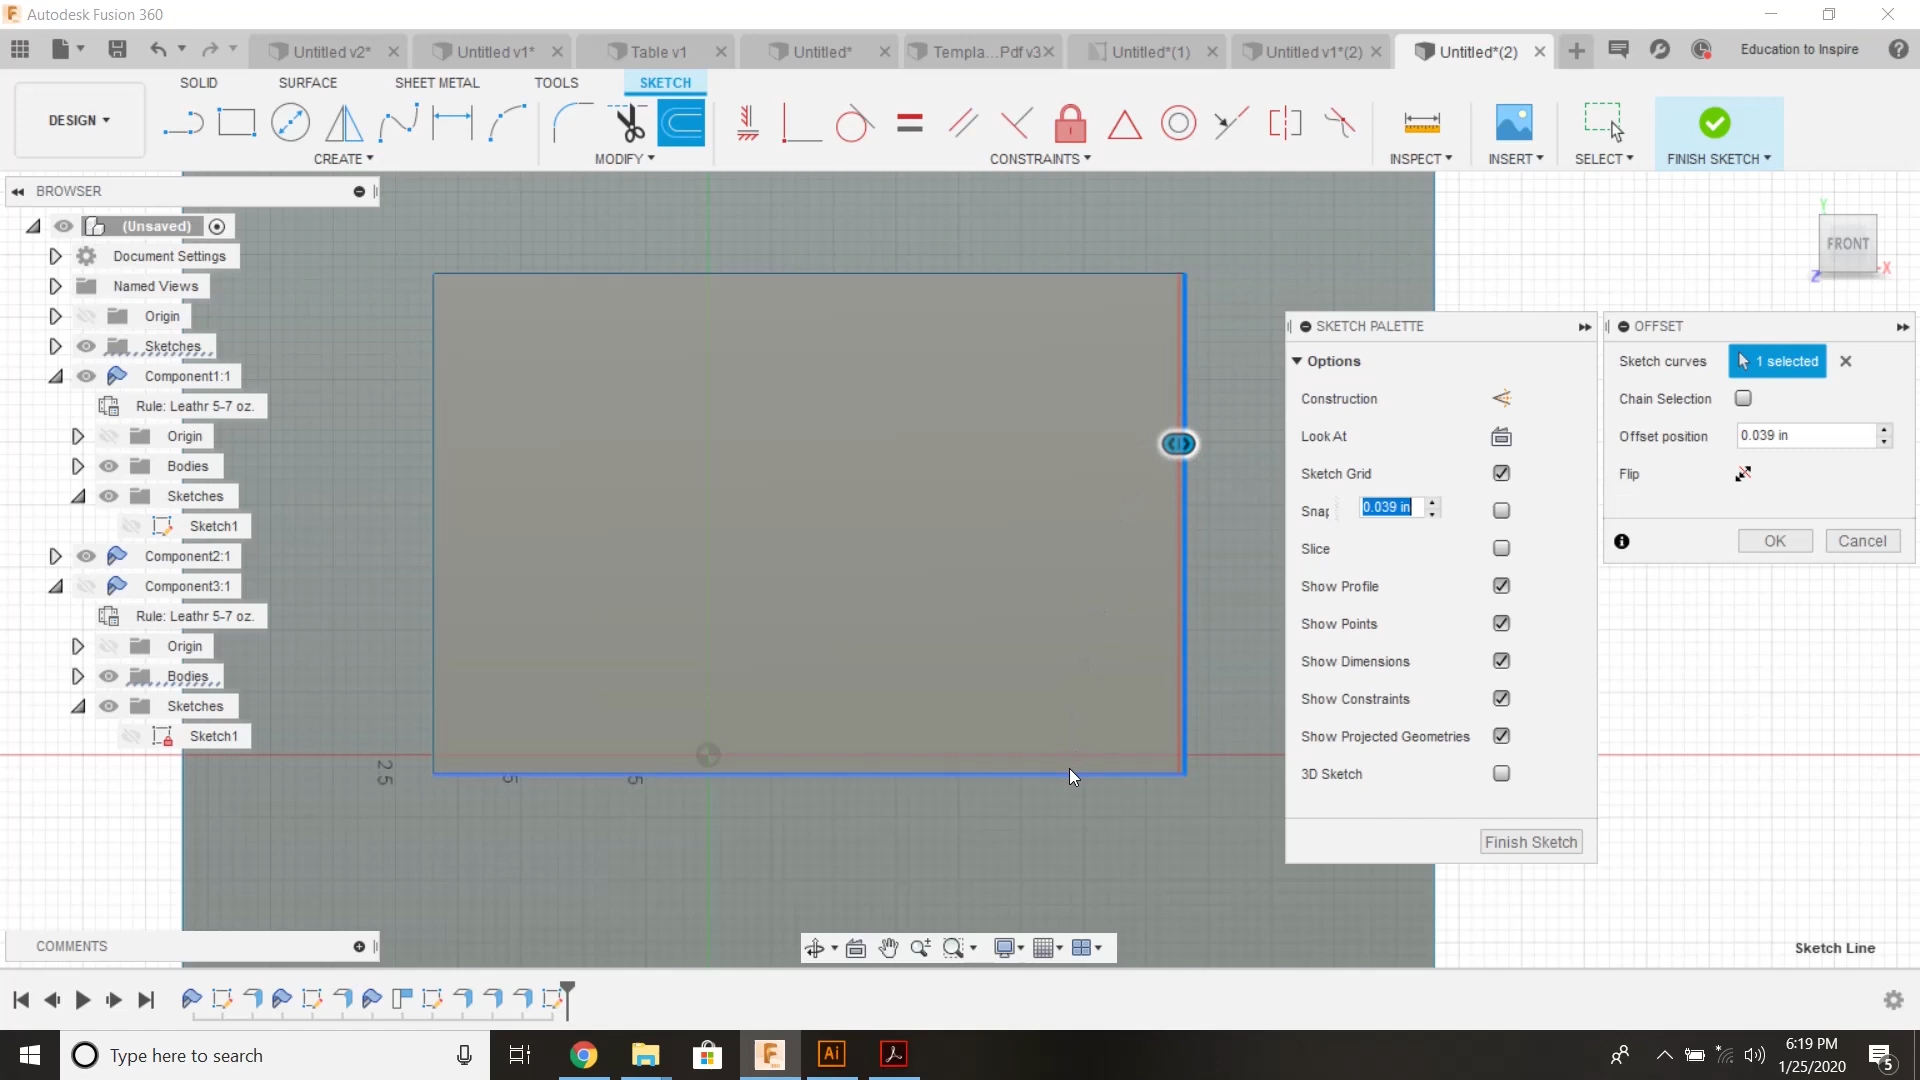 Autodesk Fusion 360
Untitled v2* Untitled v1* Table v1 Untitled* Templa...Pdf v3 Untitled*(1) Untitled v1*(2) Untitled*(2) Education to Inspire
SOLID SURFACE SHEET METAL TOOLS SKETCH
DESIGN
CREATE MODIFY CONSTRAINTS INSPECT INSERT SELECT FINISH SKETCH
BROWSER
(Unsaved)
Document Settings
Named Views
Origin
Sketches
Component1:1
Rule: Leathr 5-7 oz.
Origin
Bodies
Sketches
Sketch1
Component2:1
Component3:1
Rule: Leathr 5-7 oz.
Origin
Bodies
Sketches
Sketch1
COMMENTS
25
5
5
Y
FRONT
X
Z
SKETCH PALETTE
Options
Construction
Look At
Sketch Grid
Snap
0.039 in
Slice
Show Profile
Show Points
Show Dimensions
Show Constraints
Show Projected Geometries
3D Sketch
Finish Sketch
OFFSET
Sketch curves 1 selected
Chain Selection
Offset position 0.039 in
Flip
OK Cancel
Sketch Line
Type here to search
Ai
6:19 PM
1/25/2020
5